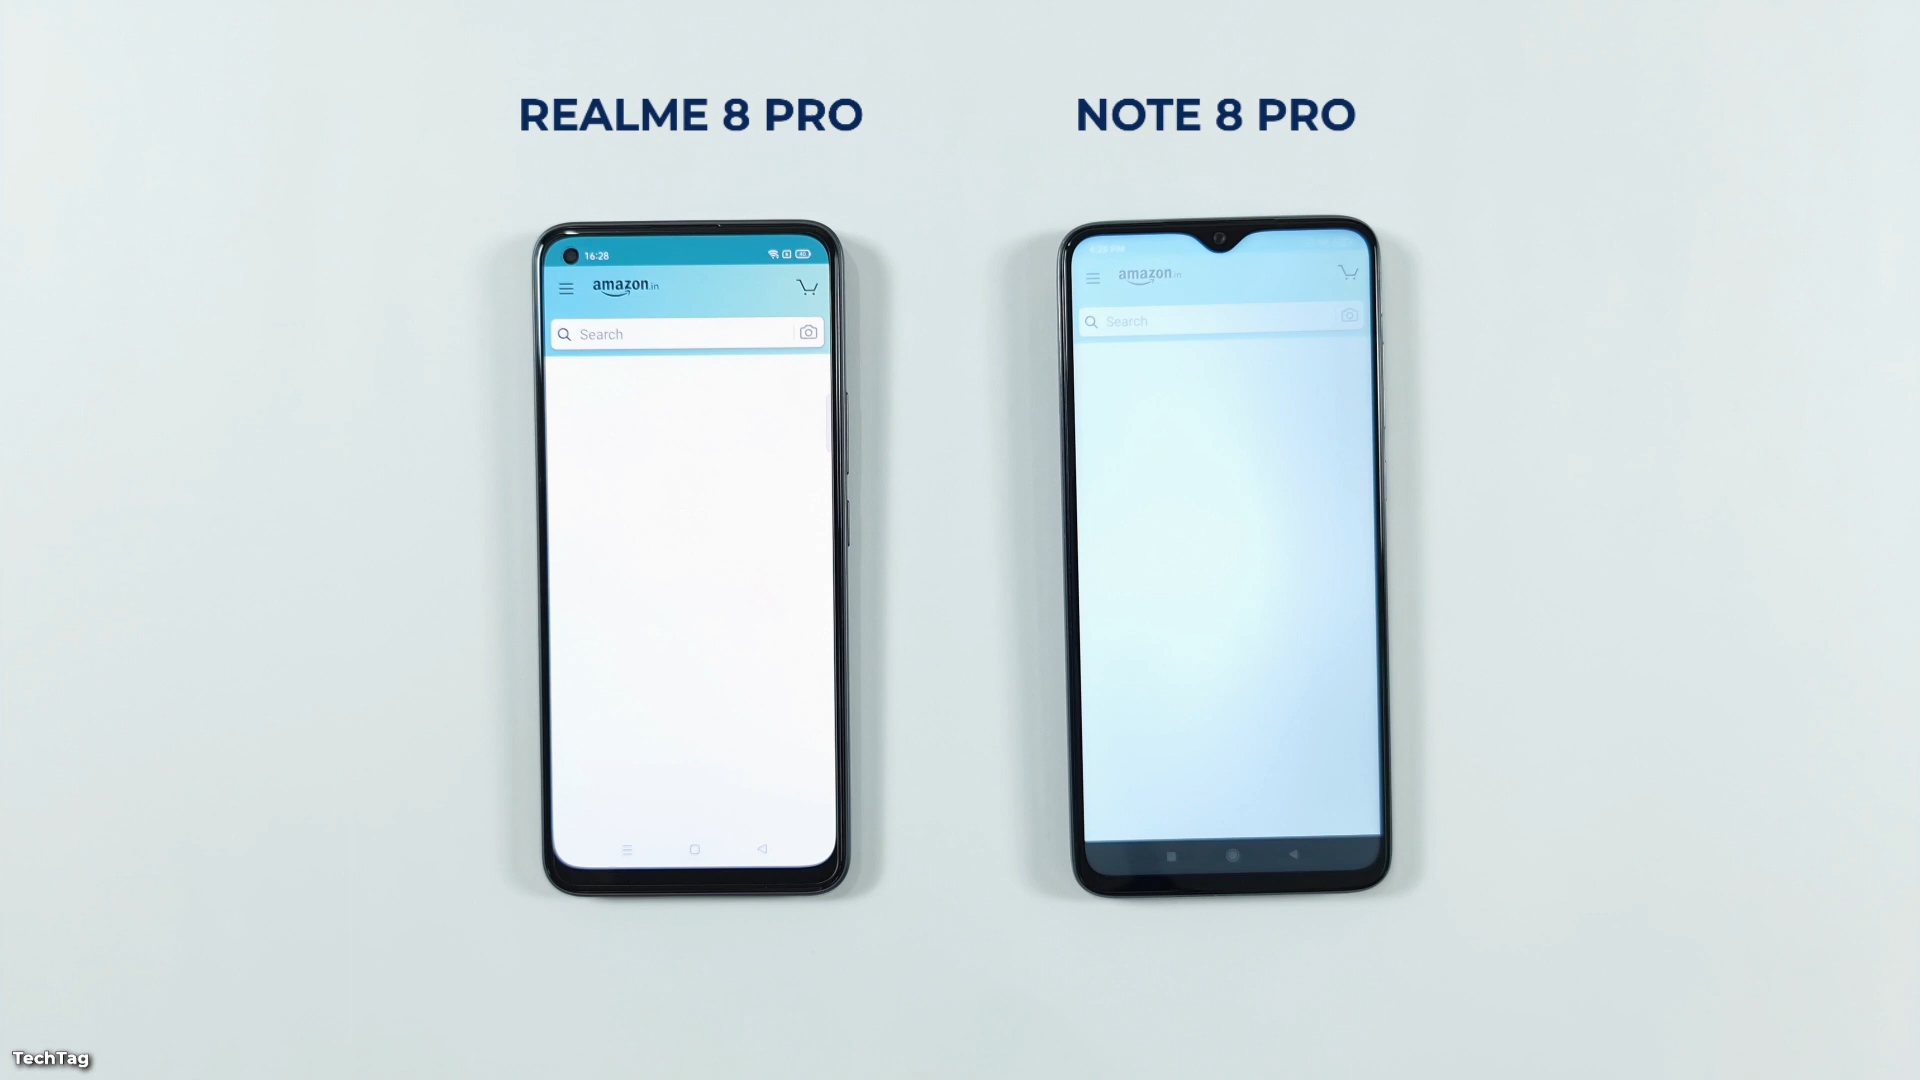 REALME 8 PRO
NOTE 8 PRO
16:28
amazon.in
Search
amazon.in
Search
TechTag